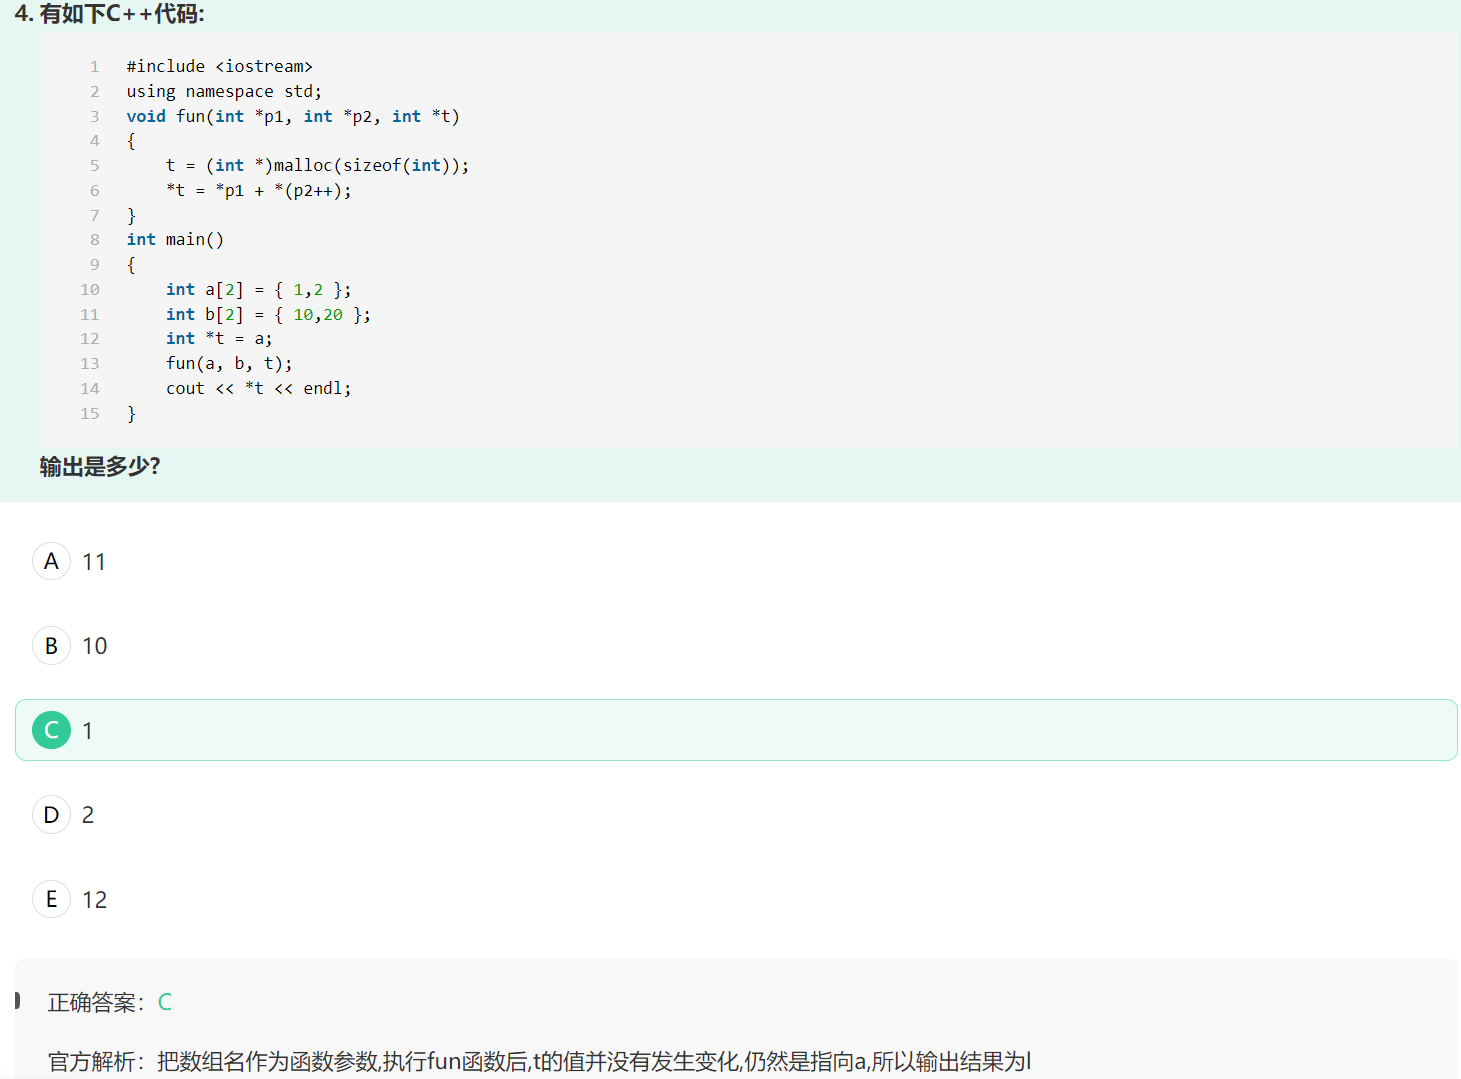 4. 有如下C++代码:
1 #include <iostream>
2 using namespace std;
3 void fun(int *p1, int *p2, int *t)
4 {
5     t = (int *)malloc(sizeof(int));
6     *t = *p1 + *(p2++);
7 }
8 int main()
9 {
10     int a[2] = { 1,2 };
11     int b[2] = { 10,20 };
12     int *t = a;
13     fun(a, b, t);
14     cout << *t << endl;
15 }
输出是多少?
A 11
B 10
C 1
D 2
E 12
正确答案：C
官方解析：把数组名作为函数参数,执行fun函数后,t的值并没有发生变化,仍然是指向a,所以输出结果为l